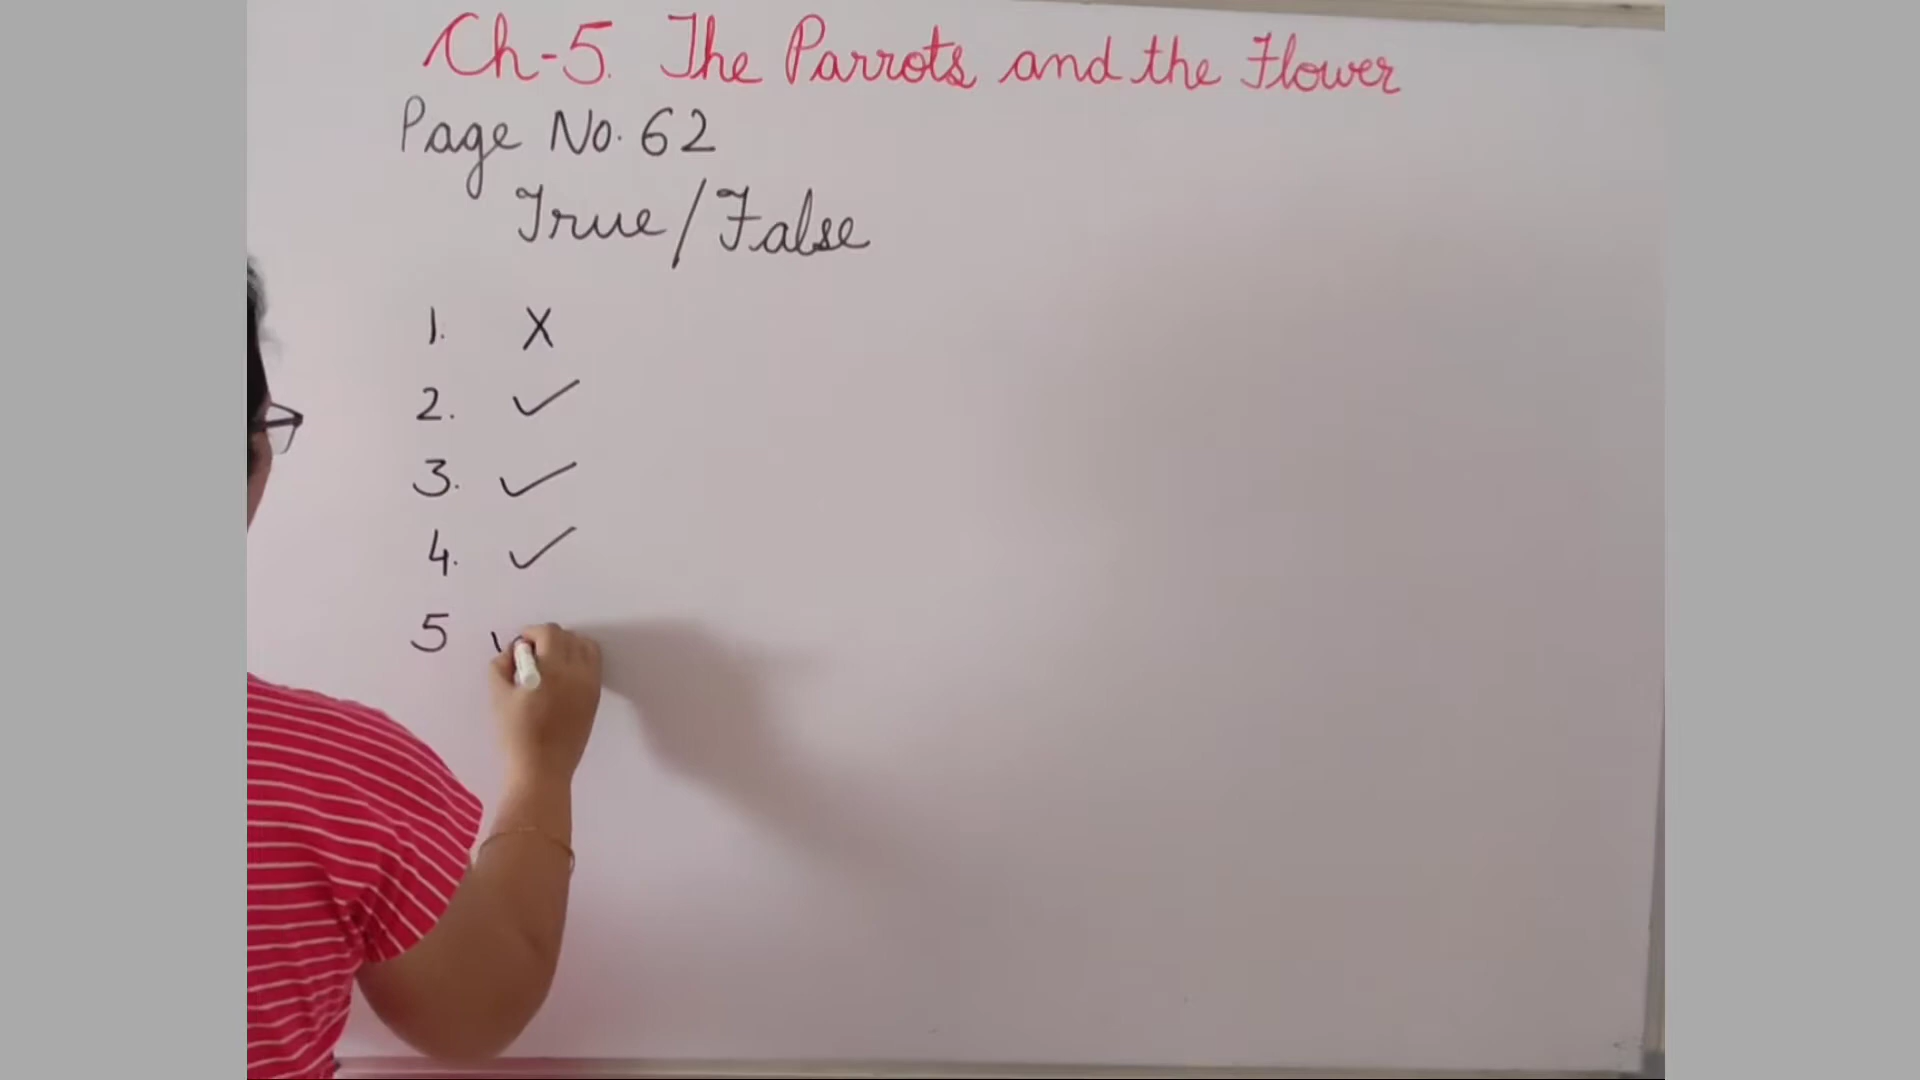 Ch-5. The Parrots and the Flower
Page No. 62
True/False
1. X
2. ✓
3. ✓
4. ✓
5